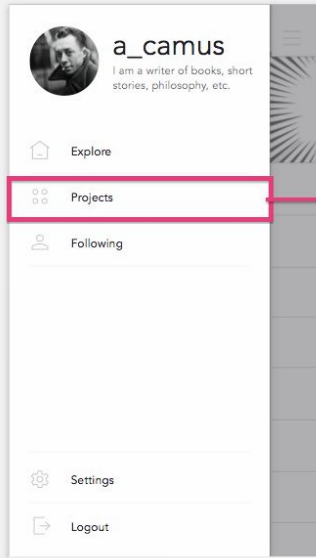 a_camus
I am a writer of books, short
stories, philosophy, etc.
Explore
Projects
Following
Settings
Logout